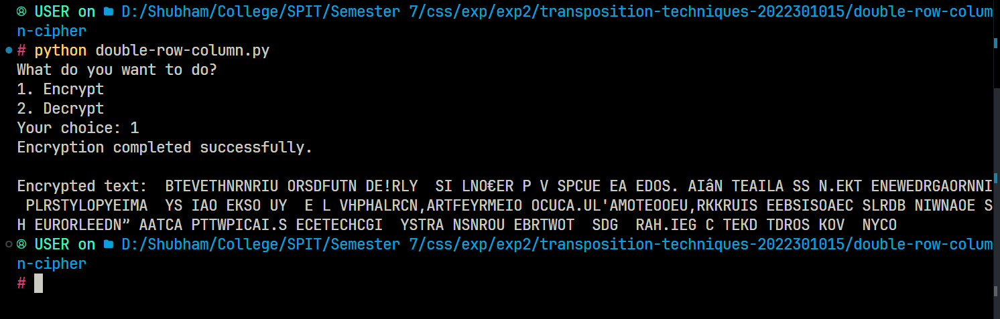 USER on D:/Shubham/College/SPIT/Semester 7/css/exp/exp2/transposition-techniques-2022301015/double-row-colum
n-cipher
# python double-row-column.py
What do you want to do?
1. Encrypt
2. Decrypt
Your choice: 1
Encryption completed successfully.
Encrypted text:  BTEVETHNRNRIU ORSDFUTN DE!RLY  SI LNO€ER P V SPCUE EA EDOS. AIâN TEAILA SS N.EKT ENEWEDRGAORNNI
 PLRSTYLOPYEIMA  YS IAO EKSO UY  E L VHPHALRCN,ARTFEYRMEIO OCUCA.UL'AMOTEOOEU,RKKRUIS EEBSISOAEC SLRDB NIWNAOE S
H EURORLEEDN” AATCA PTTWPICAI.S ECETECHCGI  YSTRA NSNROU EBRTWOT  SDG  RAH.IEG C TEKD TDROS KOV  NYCO
USER on D:/Shubham/College/SPIT/Semester 7/css/exp/exp2/transposition-techniques-2022301015/double-row-colum
n-cipher
#